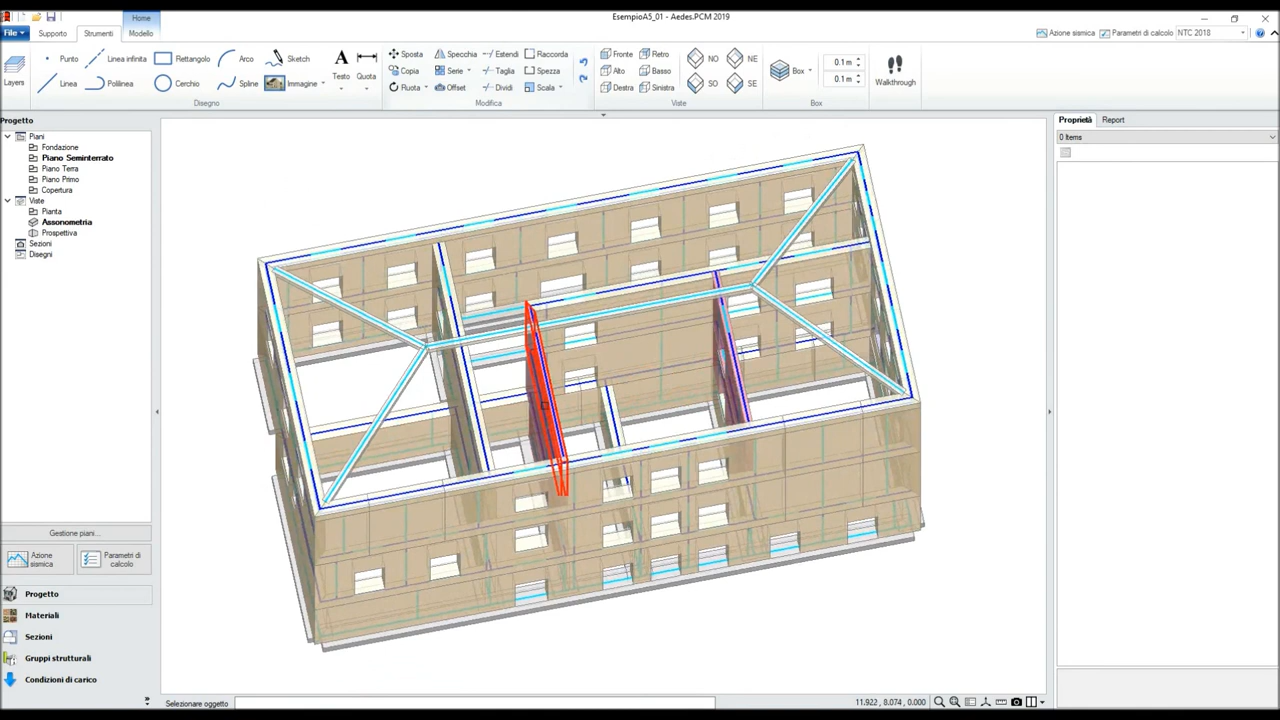 Home
EsempioA5_01 - Aedes.PCM 2019
File
Supporto
Strumenti
Modello
Azione sismica
Parametri di calcolo
NTC 2018
Layers
Punto
Linea infinita
Rettangolo
Arco
Sketch
Linea
Polilinea
Cerchio
Spline
Immagine
Testo
Quota
Disegno
Sposta
Specchia
Estendi
Raccorda
Copia
Serie
Taglia
Spezza
Ruota
Offset
Dividi
Scala
Modifica
Fronte
Retro
Alto
Basso
Destra
Sinistra
NO
NE
SO
SE
Viste
Box
0.1 m
0.1 m
Box
Walkthrough
Progetto
Piani
Fondazione
Piano Seminterrato
Piano Terra
Piano Primo
Copertura
Viste
Pianta
Assonometria
Prospettiva
Sezioni
Disegni
Gestione piani...
Azione sismica
Parametri di calcolo
Progetto
Materiali
Sezioni
Gruppi strutturali
Condizioni di carico
Proprietà
Report
0 Items
Selezionare oggetto
11.922 , 8.074 , 0.000